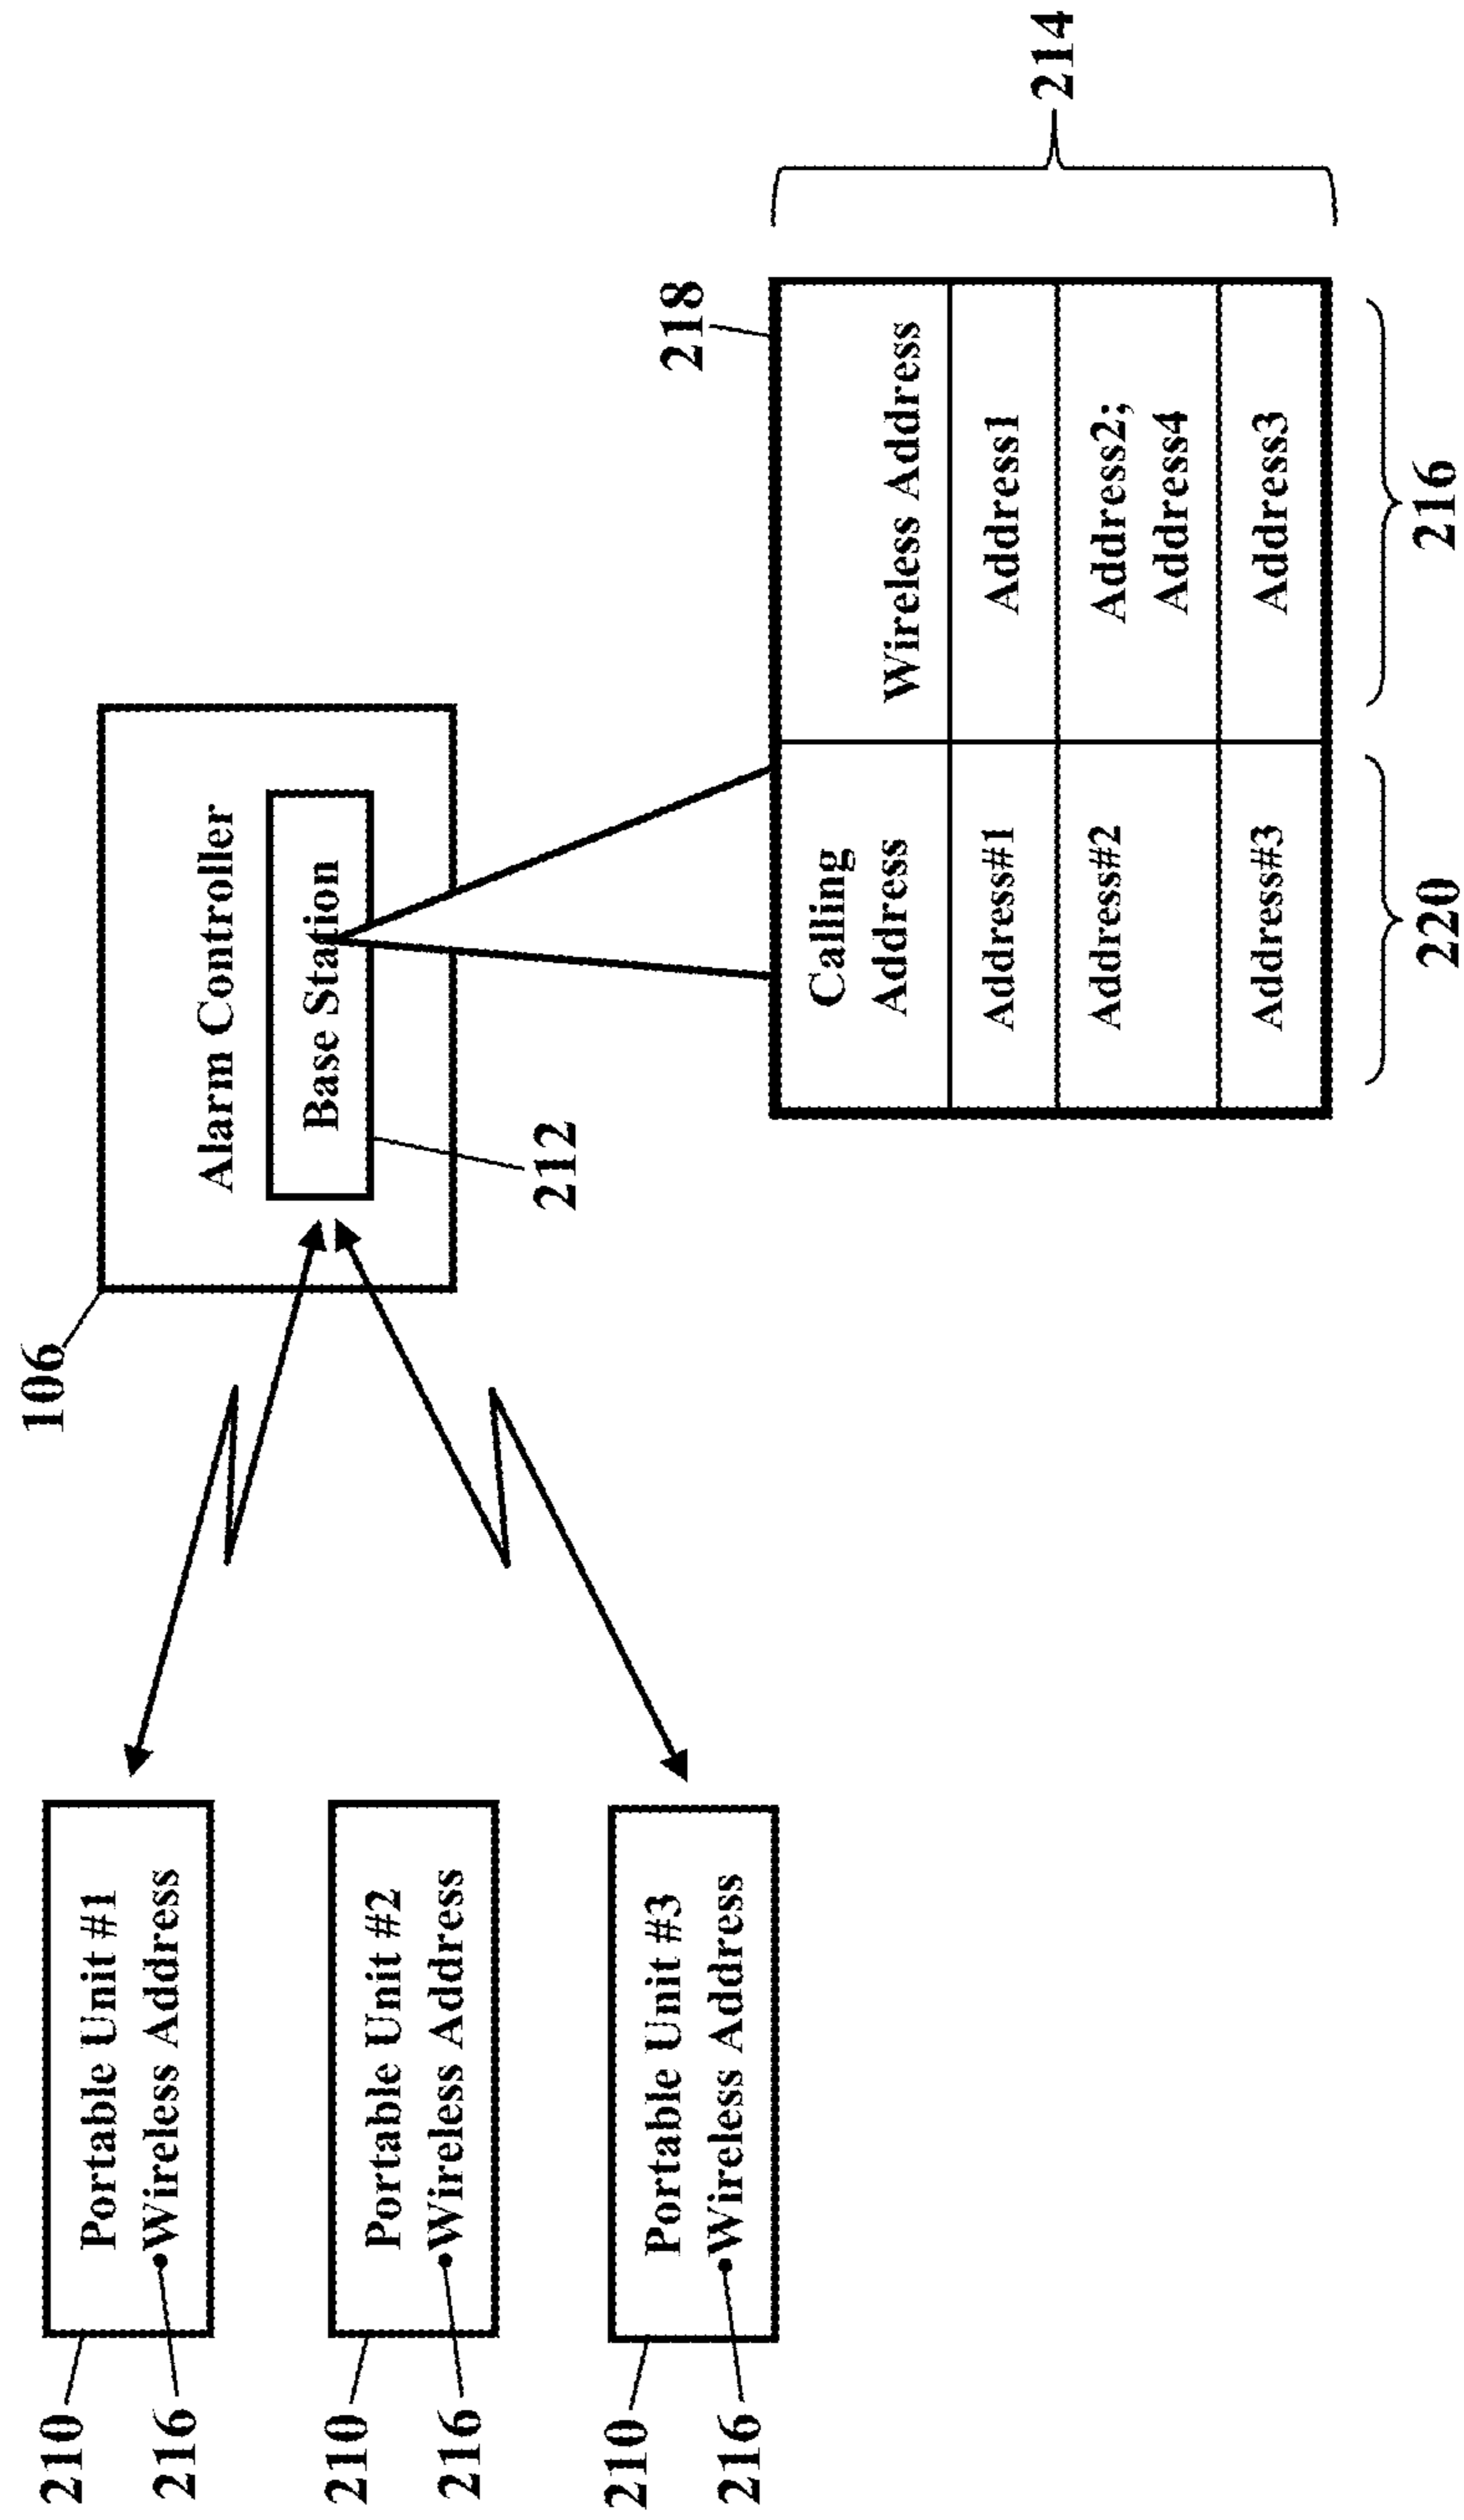 210
216
Portable Unit #1
Wireless Address
210
216
Portable Unit #2
Wireless Address
210
216
Portable Unit #3
Wireless Address
106
Alarm Controller
Base Station
212
218
Calling
Address
Wireless Address
Address#1
Address1
Address#2
Address2;
Address4
Address#3
Address3
220
216
214